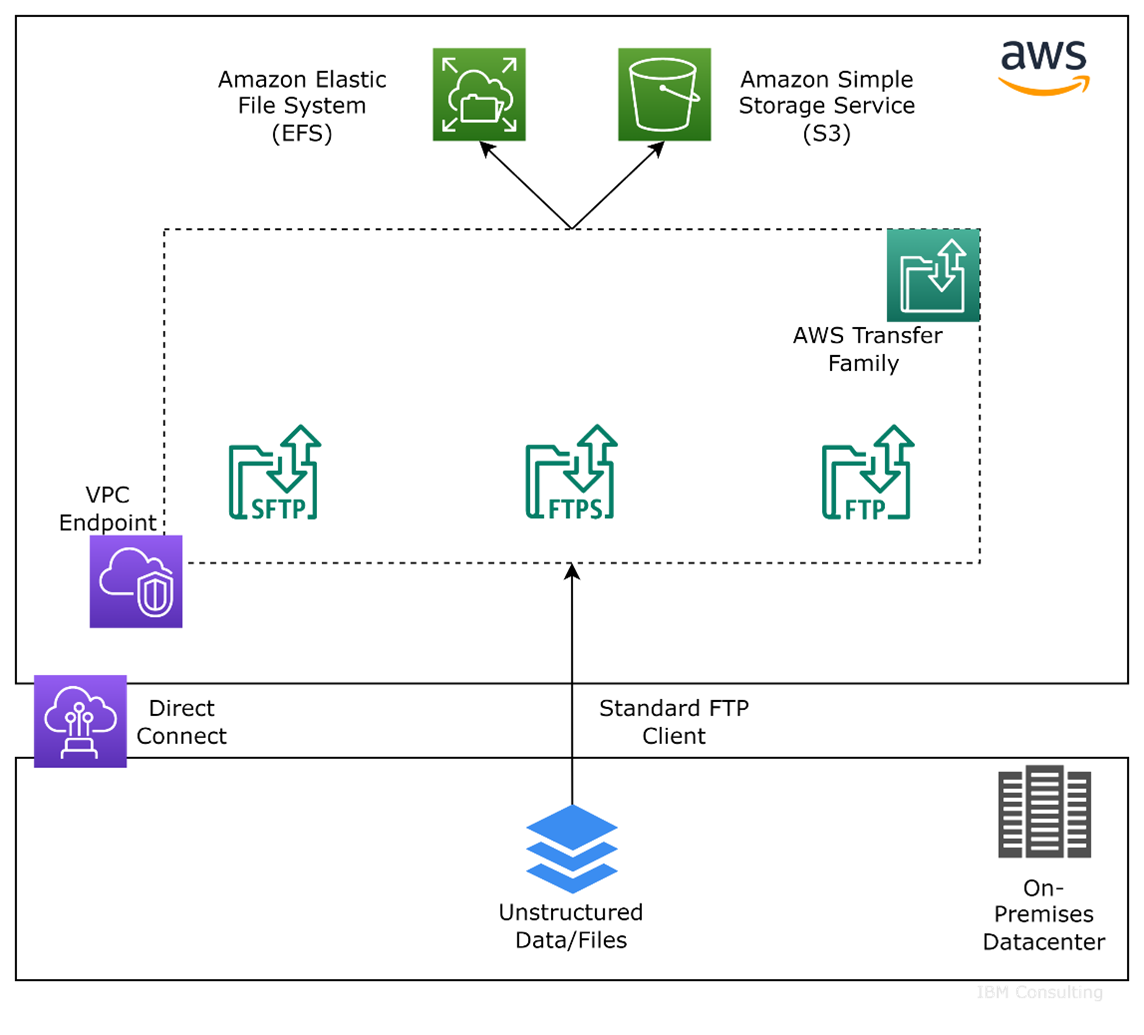 Amazon Elastic
File System
(EFS)
Amazon Simple
Storage Service
(S3)
aws
AWS Transfer
Family
SFTP
FTPS
FTP
VPC
Endpoint
Direct
Connect
Standard FTP
Client
Unstructured
Data/Files
On-
Premises
Datacenter
IBM Consulting